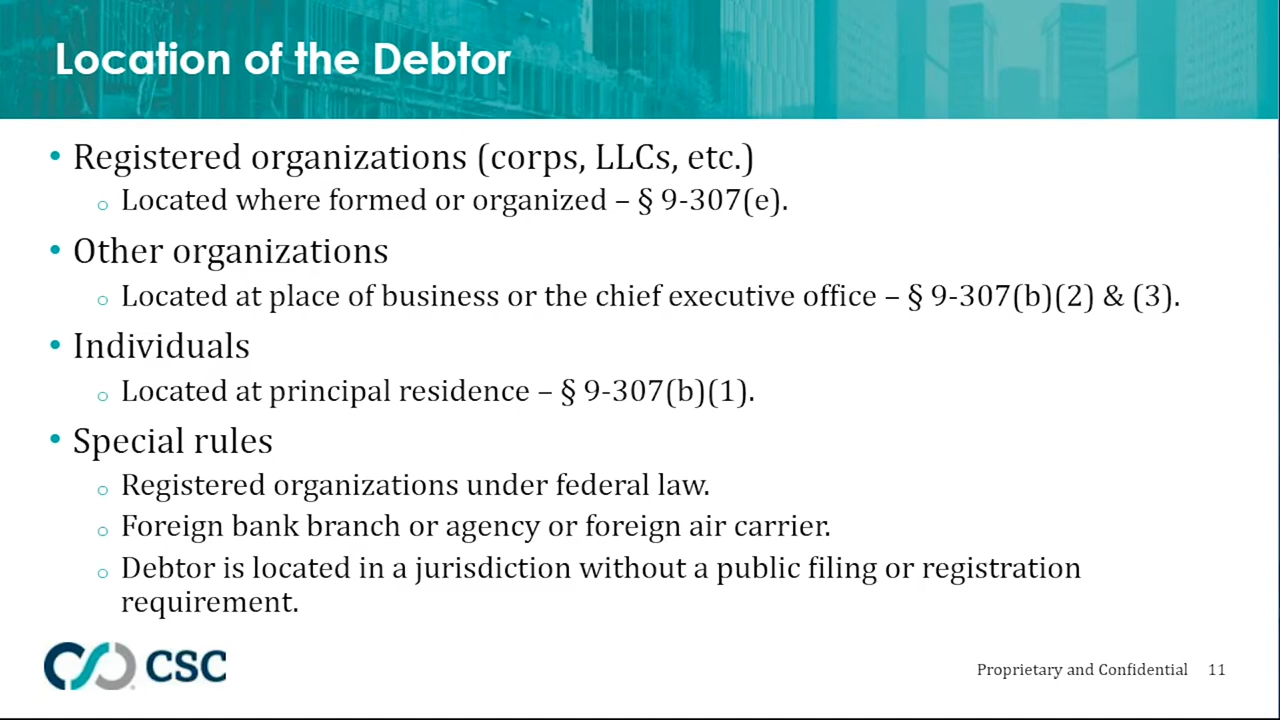 Location of the Debtor
• Registered organizations (corps, LLCs, etc.)
o Located where formed or organized – § 9-307(e).
• Other organizations
o Located at place of business or the chief executive office – § 9-307(b)(2) & (3).
• Individuals
o Located at principal residence – § 9-307(b)(1).
• Special rules
o Registered organizations under federal law.
o Foreign bank branch or agency or foreign air carrier.
o Debtor is located in a jurisdiction without a public filing or registration
requirement.
CSC
Proprietary and Confidential 11